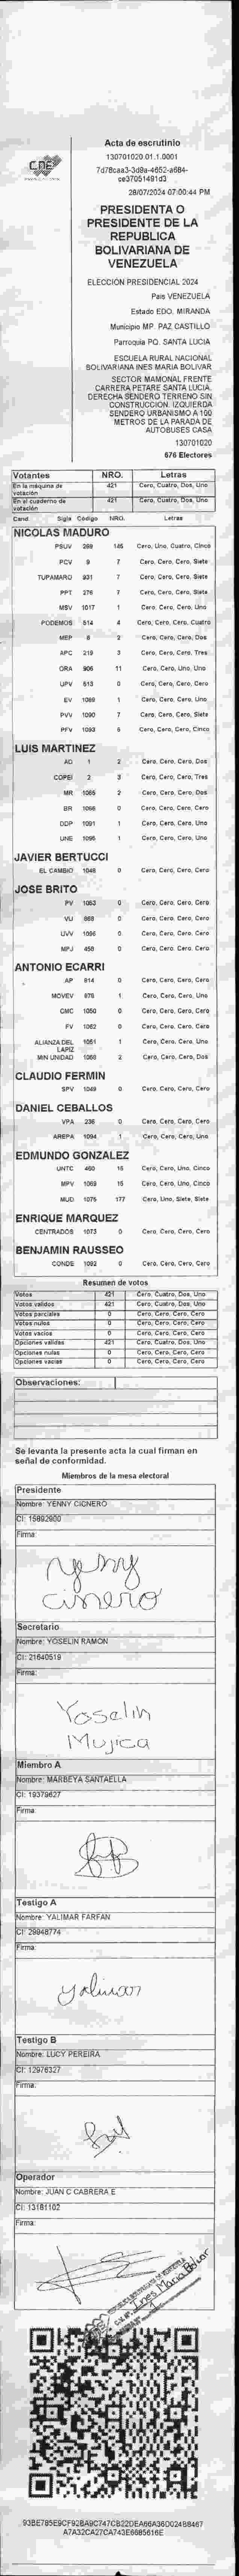 CNE
Acta de escrutinio
130701020.01.1.0001
7d78caa3-3d9a-4652-a684-
ce37051491d3
28/07/2024 07:00:44 PM
PRESIDENTA O
PRESIDENTE DE LA
REPUBLICA
BOLIVARIANA DE
VENEZUELA
ELECCIÓN PRESIDENCIAL 2024
Pais VENEZUELA
Estado EDO. MIRANDA
Municipio MP. PAZ CASTILLO
Parroquia PQ. SANTA LUCIA
ESCUELA RURAL NACIONAL
BOLIVARIANA INES MARIA BOLIVAR
SECTOR MAMONAL FRENTE
CARRERA PETARE SANTA LUCIA.
DERECHA SENDERO TERRENO SIN
CONSTRUCCION. IZQUIERDA
SENDERO URBANISMO A 100
METROS DE LA PARADA DE
AUTOBUSES CASA
130701020
676 Electores
Votantes NRO. Letras
En la máquina de votación 421 Cero, Cuatro, Dos, Uno
En el cuaderno de votación 421 Cero, Cuatro, Dos, Uno
Cand. Sigla Código NRO. Letras
NICOLAS MADURO
PSUV 145 Cero, Uno, Cuatro, Cinco
PCV 9 7 Cero, Cero, Cero, Siete
TUPAMARO 931 7 Cero, Cero, Cero, Siete
PPT 276 7 Cero, Cero, Cero, Siete
MSV 1017 1 Cero, Cero, Cero, Uno
PODEMOS 514 4 Cero, Cero, Cero, Cuatro
MEP 8 2 Cero, Cero, Cero, Dos
APC 219 3 Cero, Cero, Cero, Tres
ORA 906 11 Cero, Cero, Uno, Uno
UPV 613 0 Cero, Cero, Cero, Cero
EV 1089 1 Cero, Cero, Cero, Uno
PVV 1090 7 Cero, Cero, Cero, Siete
PFV 1093 5 Cero, Cero, Cero, Cinco
LUIS MARTINEZ
AD 1 2 Cero, Cero, Cero, Dos
COPEI 2 3 Cero, Cero, Cero, Tres
MR 1065 2 Cero, Cero, Cero, Dos
BR 1066 0 Cero, Cero, Cero, Cero
DDP 1091 1 Cero, Cero, Cero, Uno
UNE 1095 1 Cero, Cero, Cero, Uno
JAVIER BERTUCCI
EL CAMBIO 1048 0 Cero, Cero, Cero, Cero
JOSE BRITO
PV 1053 0 Cero, Cero, Cero, Cero
VU 868 0 Cero, Cero, Cero, Cero
UVV 1096 0 Cero, Cero, Cero, Cero
MPJ 458 0 Cero, Cero, Cero, Cero
ANTONIO ECARRI
AP 814 0 Cero, Cero, Cero, Cero
MOVEV 876 1 Cero, Cero, Cero, Uno
CMC 1050 0 Cero, Cero, Cero, Cero
FV 1062 0 Cero, Cero, Cero, Cero
ALIANZA DEL LAPIZ 1051 1 Cero, Cero, Cero, Uno
MIN UNIDAD 1068 2 Cero, Cero, Cero, Dos
CLAUDIO FERMIN
SPV 1049 0 Cero, Cero, Cero, Cero
DANIEL CEBALLOS
VPA 236 0 Cero, Cero, Cero, Cero
AREPA 1094 1 Cero, Cero, Cero, Uno
EDMUNDO GONZALEZ
UNTC 460 15 Cero, Cero, Uno, Cinco
MPV 1069 15 Cero, Cero, Uno, Cinco
MUD 1075 177 Cero, Uno, Siete, Siete
ENRIQUE MARQUEZ
CENTRADOS 1073 0 Cero, Cero, Cero, Cero
BENJAMIN RAUSSEO
CONDE 1092 0 Cero, Cero, Cero, Cero
Resumen de votos
Votos 421 Cero, Cuatro, Dos, Uno
Votos validos 421 Cero, Cuatro, Dos, Uno
Votos parciales 0 Cero, Cero, Cero, Cero
Votos nulos 0 Cero, Cero, Cero, Cero
Votos vacios 0 Cero, Cero, Cero, Cero
Opciones validas 421 Cero, Cuatro, Dos, Uno
Opciones nulas 0 Cero, Cero, Cero, Cero
Opciones vacias 0 Cero, Cero, Cero, Cero
Observaciones:
Se levanta la presente acta la cual firman en
señal de conformidad.
Miembros de la mesa electoral
Presidente
Nombre: YENNY CICNERO
CI: 15892900
Firma:
yenny
cisnero
Secretario
Nombre: YOSELIN RAMON
CI: 21640519
Firma:
Yoselin
Mujica
Miembro A
Nombre: MARBEYA SANTAELLA
CI: 19379627
Firma:
Testigo A
Nombre: YALIMAR FARFAN
CI: 29948774
Firma:
Yalimar
Testigo B
Nombre: LUCY PEREIRA
CI: 12976327
Firma:
Operador
Nombre: JUAN C CABRERA E
CI: 13181102
Firma:
Ines Maria Bolivar
93BE785E9CF92BA9C747CB22DEA66A36D024B8467
A7A32CA27CA743E6685616E